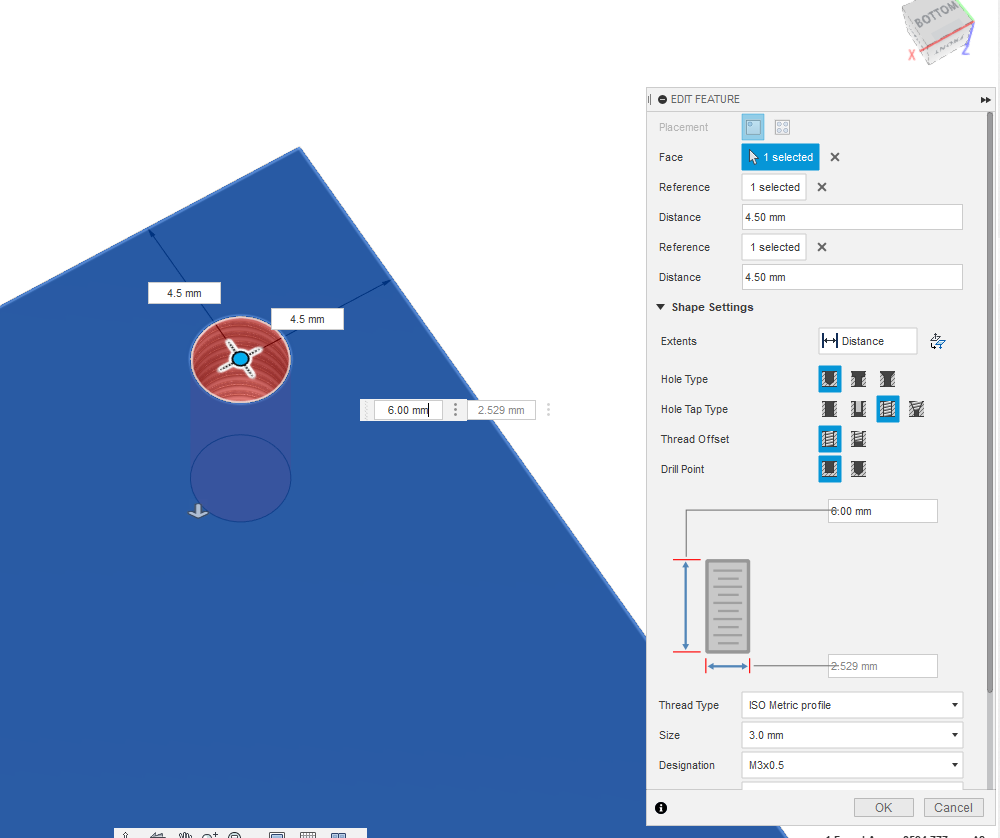 BOTTOM
FRONT
X
Z
EDIT FEATURE
Placement
Face
1 selected
Reference
1 selected
Distance
4.50 mm
Reference
1 selected
Distance
4.50 mm
Shape Settings
Extents
Distance
Hole Type
Hole Tap Type
Thread Offset
Drill Point
6.00 mm
2.529 mm
Thread Type
ISO Metric profile
Size
3.0 mm
Designation
M3x0.5
OK
Cancel
4.5 mm
4.5 mm
6.00 mm
2.529 mm